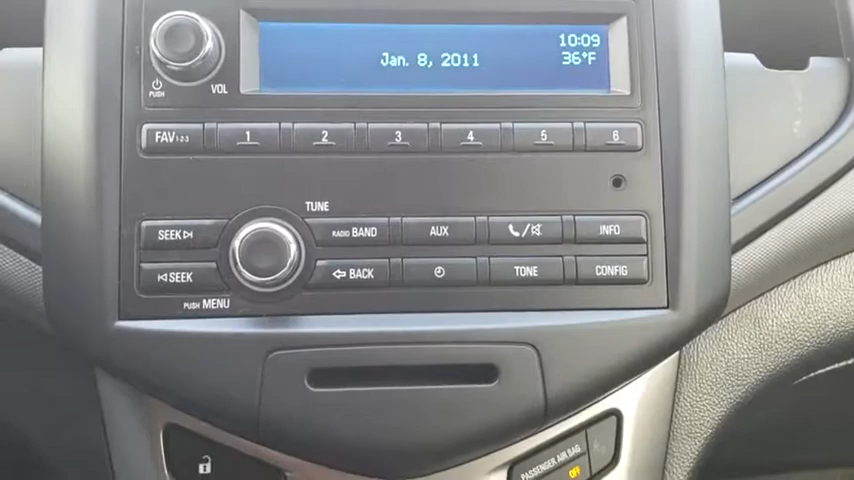 10:09
Jan. 8, 2011
36°F
PUSH
VOL
FAV 1-2-3
1
2
3
4
5
6
TUNE
SEEK
RADIO BAND
AUX
INFO
SEEK
BACK
TONE
CONFIG
PUSH MENU
PASSENGER AIR BAG
OFF